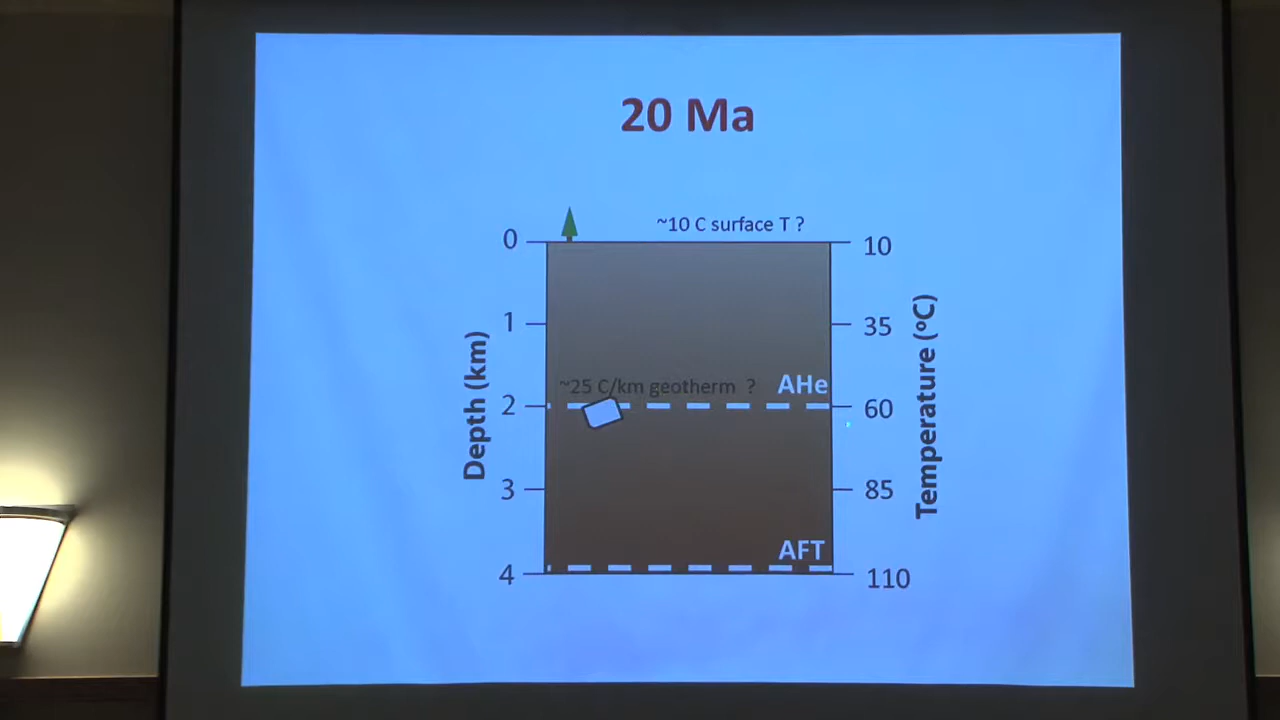 20 Ma
~10 C surface T ?
0
10
1
35
~25 C/km geotherm ?
AHe
2
60
3
85
AFT
4
110
Depth (km)
Temperature (°C)